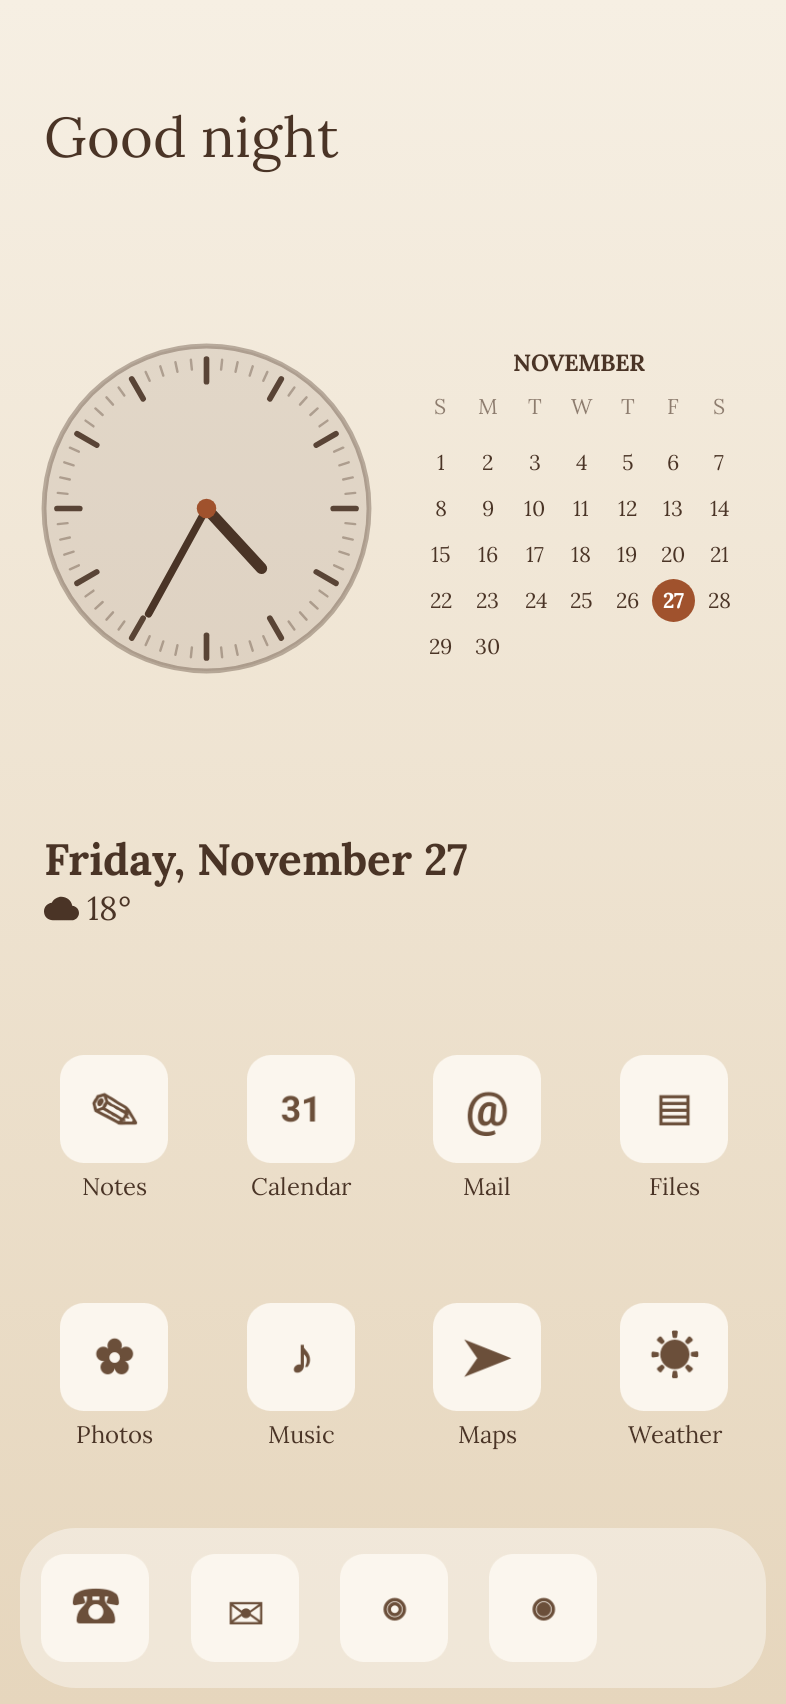 Good night
NOVEMBER
S M T W T F S
1 2 3 4 5 6 7
8 9 10 11 12 13 14
15 16 17 18 19 20 21
22 23 24 25 26 27 28
29 30
Friday, November 27
18°
31 @
Notes Calendar Mail Files
Photos Music Maps Weather